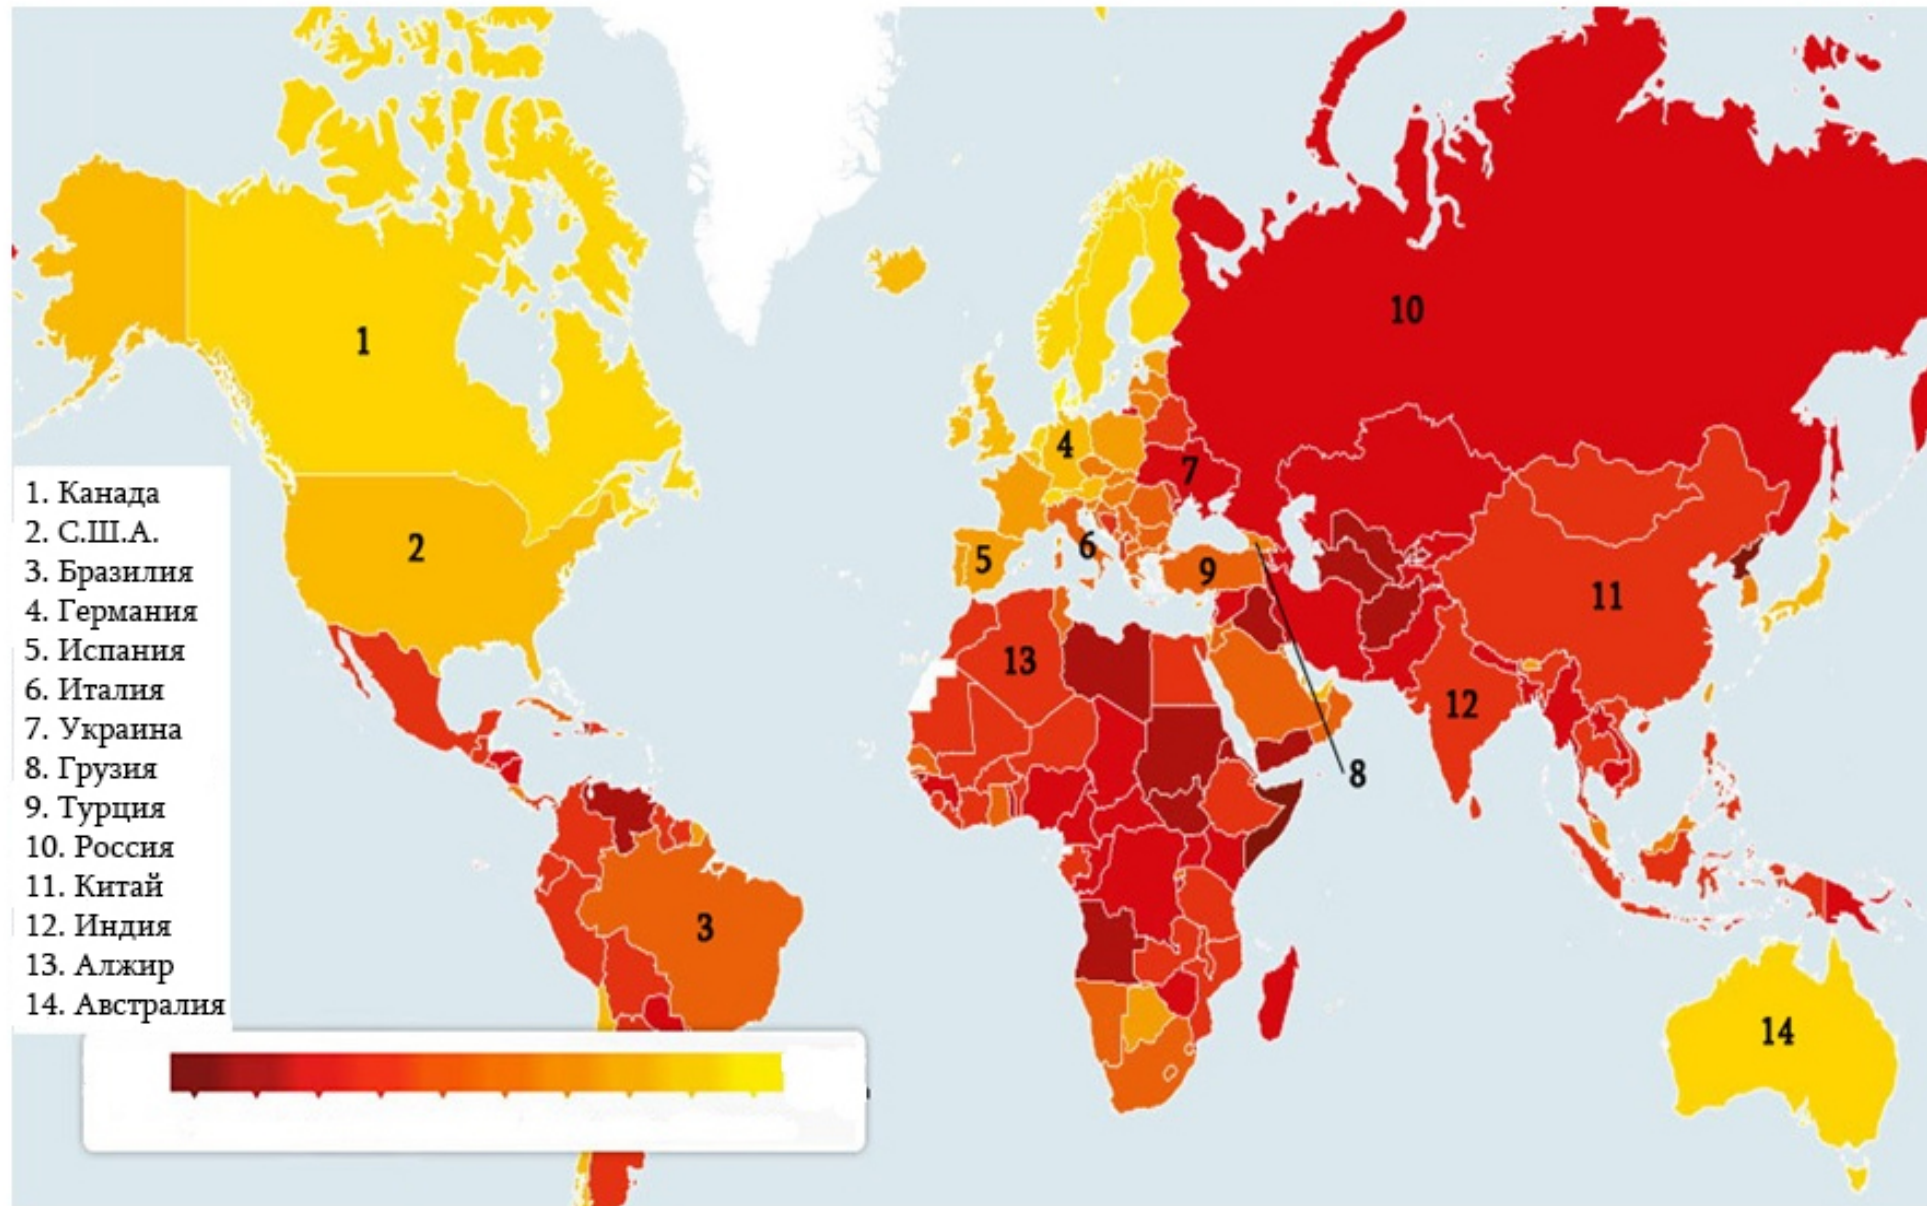 1
2
3
4
5
6
7
8
9
10
11
12
13
14
1. Канада
2. С.Ш.А.
3. Бразилия
4. Германия
5. Испания
6. Италия
7. Украина
8. Грузия
9. Турция
10. Россия
11. Китай
12. Индия
13. Алжир
14. Австралия